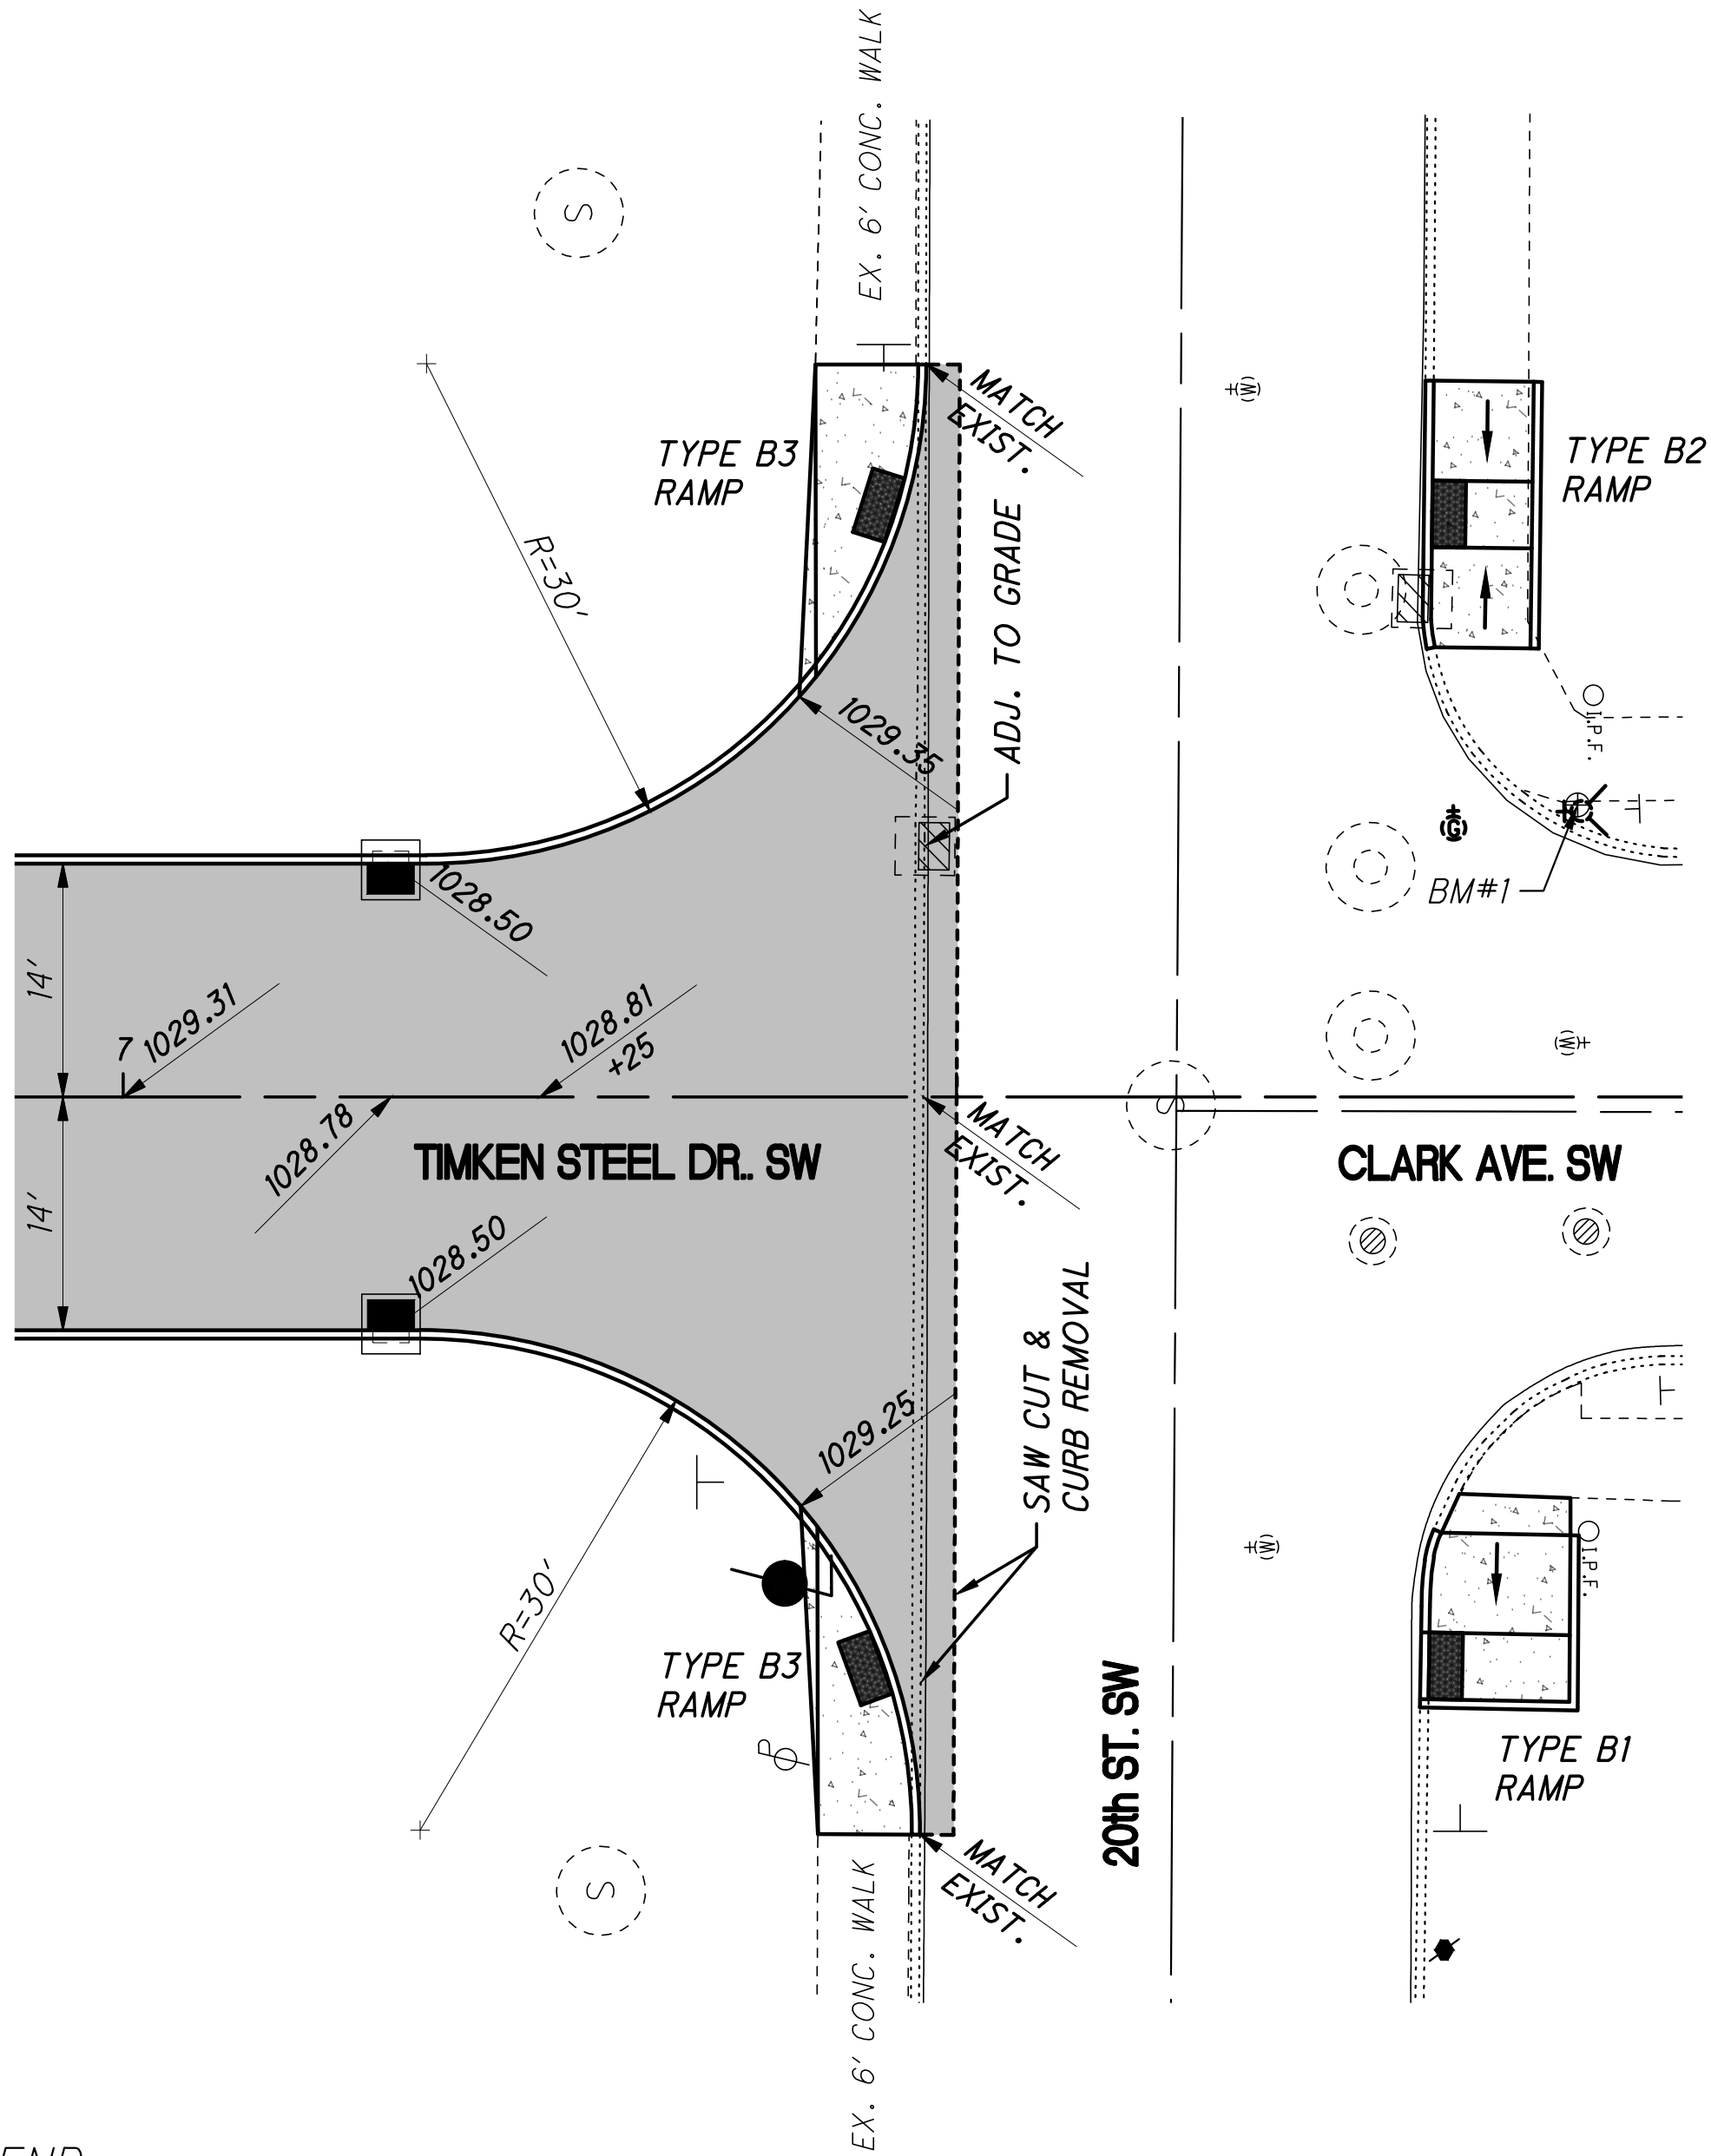 EX. 6' CONC. WALK
S
MATCH
EXIST.
(W)
TYPE B3
RAMP
TYPE B2
RAMP
R=30'
ADJ. TO GRADE
1029.35
I.P.F.
(G)
BM#1
1028.50
14'
7
1029.31
1028.81
+25
(W)
S
1028.78
MATCH
EXIST.
TIMKEN STEEL DR.. SW
CLARK AVE. SW
14'
1028.50
SAW CUT &
CURB REMOVAL
1029.25
R=30'
(W)
I.P.F.
TYPE B3
RAMP
20th ST. SW
TYPE B1
RAMP
P
MATCH
EXIST.
S
EX. 6' CONC. WALK